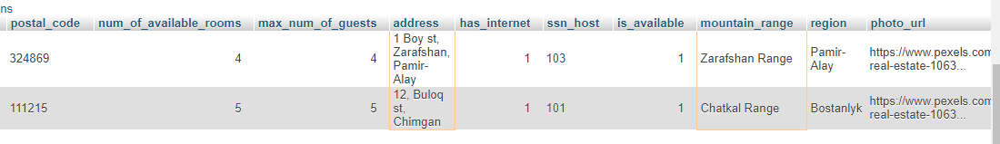 ns
postal_code num_of_available_rooms max_num_of_guests address has_internet ssn_host is_available mountain_range region photo_url
324869 4 4 1 Boy st, Zarafshan, Pamir-Alay 1 103 1 Zarafshan Range Pamir-Alay https://www.pexels.com real-estate-1063...
111215 5 5 12, Buloq st, Chimgan 1 101 1 Chatkal Range Bostanlyk https://www.pexels.com real-estate-1063...